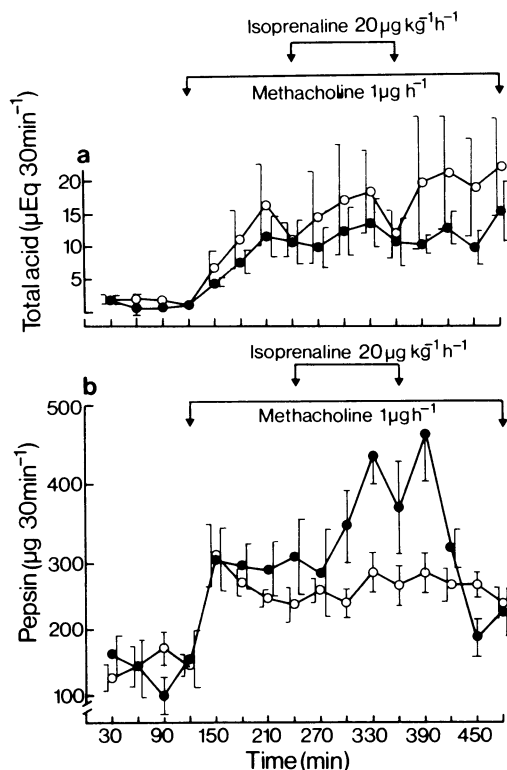 Isoprenaline 20µg kg⁻¹h⁻¹
Methacholine 1µg h⁻¹
a
Total acid (µEq 30min⁻¹)
20
15
10
5
Isoprenaline 20µg kg⁻¹h⁻¹
b
Methacholine 1µg h⁻¹
Pepsin (µg 30min⁻¹)
500
400
300
200
100
30 90 150 210 270 330 390 450
Time (min)